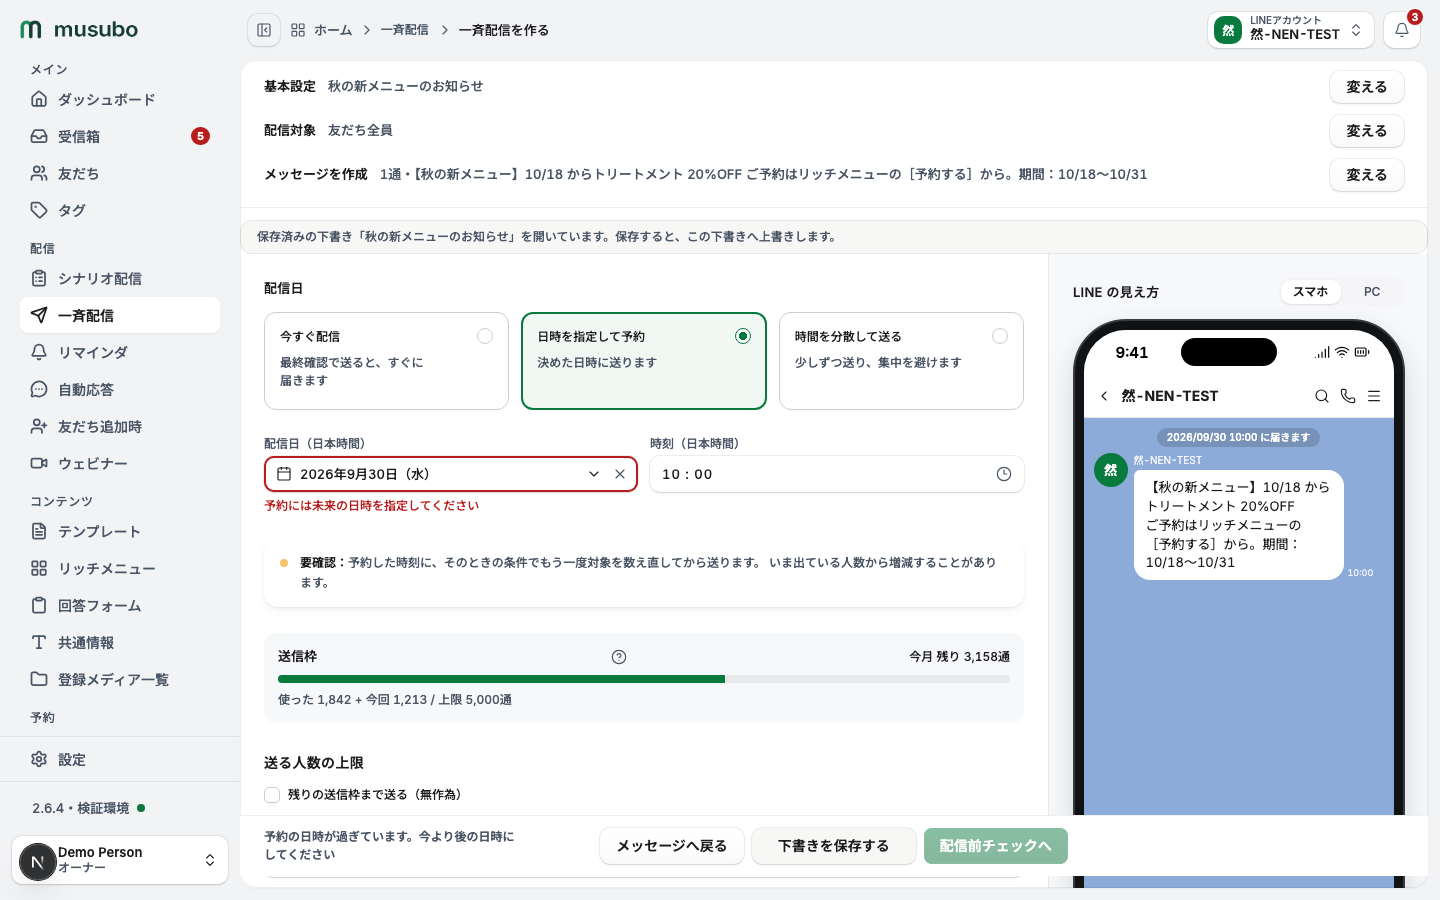 musubo
メイン
ダッシュボード
受信箱
5
友だち
タグ
配信
シナリオ配信
一斉配信
リマインダ
自動応答
友だち追加時
ウェビナー
コンテンツ
テンプレート
リッチメニュー
回答フォーム
共通情報
登録メディア一覧
予約
設定
2.6.4・検証環境
N
Demo Person
オーナー
ホーム
一斉配信
一斉配信を作る
然
LINEアカウント
然-NEN-TEST
3
基本設定 秋の新メニューのお知らせ
変える
配信対象 友だち全員
変える
メッセージを作成 1通・【秋の新メニュー】10/18 からトリートメント 20%OFF ご予約はリッチメニューの［予約する］から。期間：10/18〜10/31
変える
保存済みの下書き「秋の新メニューのお知らせ」を開いています。保存すると、この下書きへ上書きします。
配信日
今すぐ配信
最終確認で送ると、すぐに
届きます
日時を指定して予約
決めた日時に送ります
時間を分散して送る
少しずつ送り、集中を避けます
配信日（日本時間）
2026年9月30日（水）
予約には未来の日時を指定してください
時刻（日本時間）
10 : 00
要確認：予約した時刻に、そのときの条件でもう一度対象を数え直してから送ります。 いま出ている人数から増減することがあり
ます。
送信枠
今月 残り 3,158通
使った 1,842 + 今回 1,213 / 上限 5,000通
送る人数の上限
残りの送信枠まで送る（無作為）
予約の日時が過ぎています。今より後の日時に
してください
メッセージへ戻る
下書きを保存する
配信前チェックへ
LINE の見え方
スマホ
PC
9:41
然-NEN-TEST
2026/09/30 10:00 に届きます
然
然-NEN-TEST
【秋の新メニュー】10/18 から
トリートメント 20%OFF
ご予約はリッチメニューの
［予約する］から。期間：
10/18〜10/31
10:00